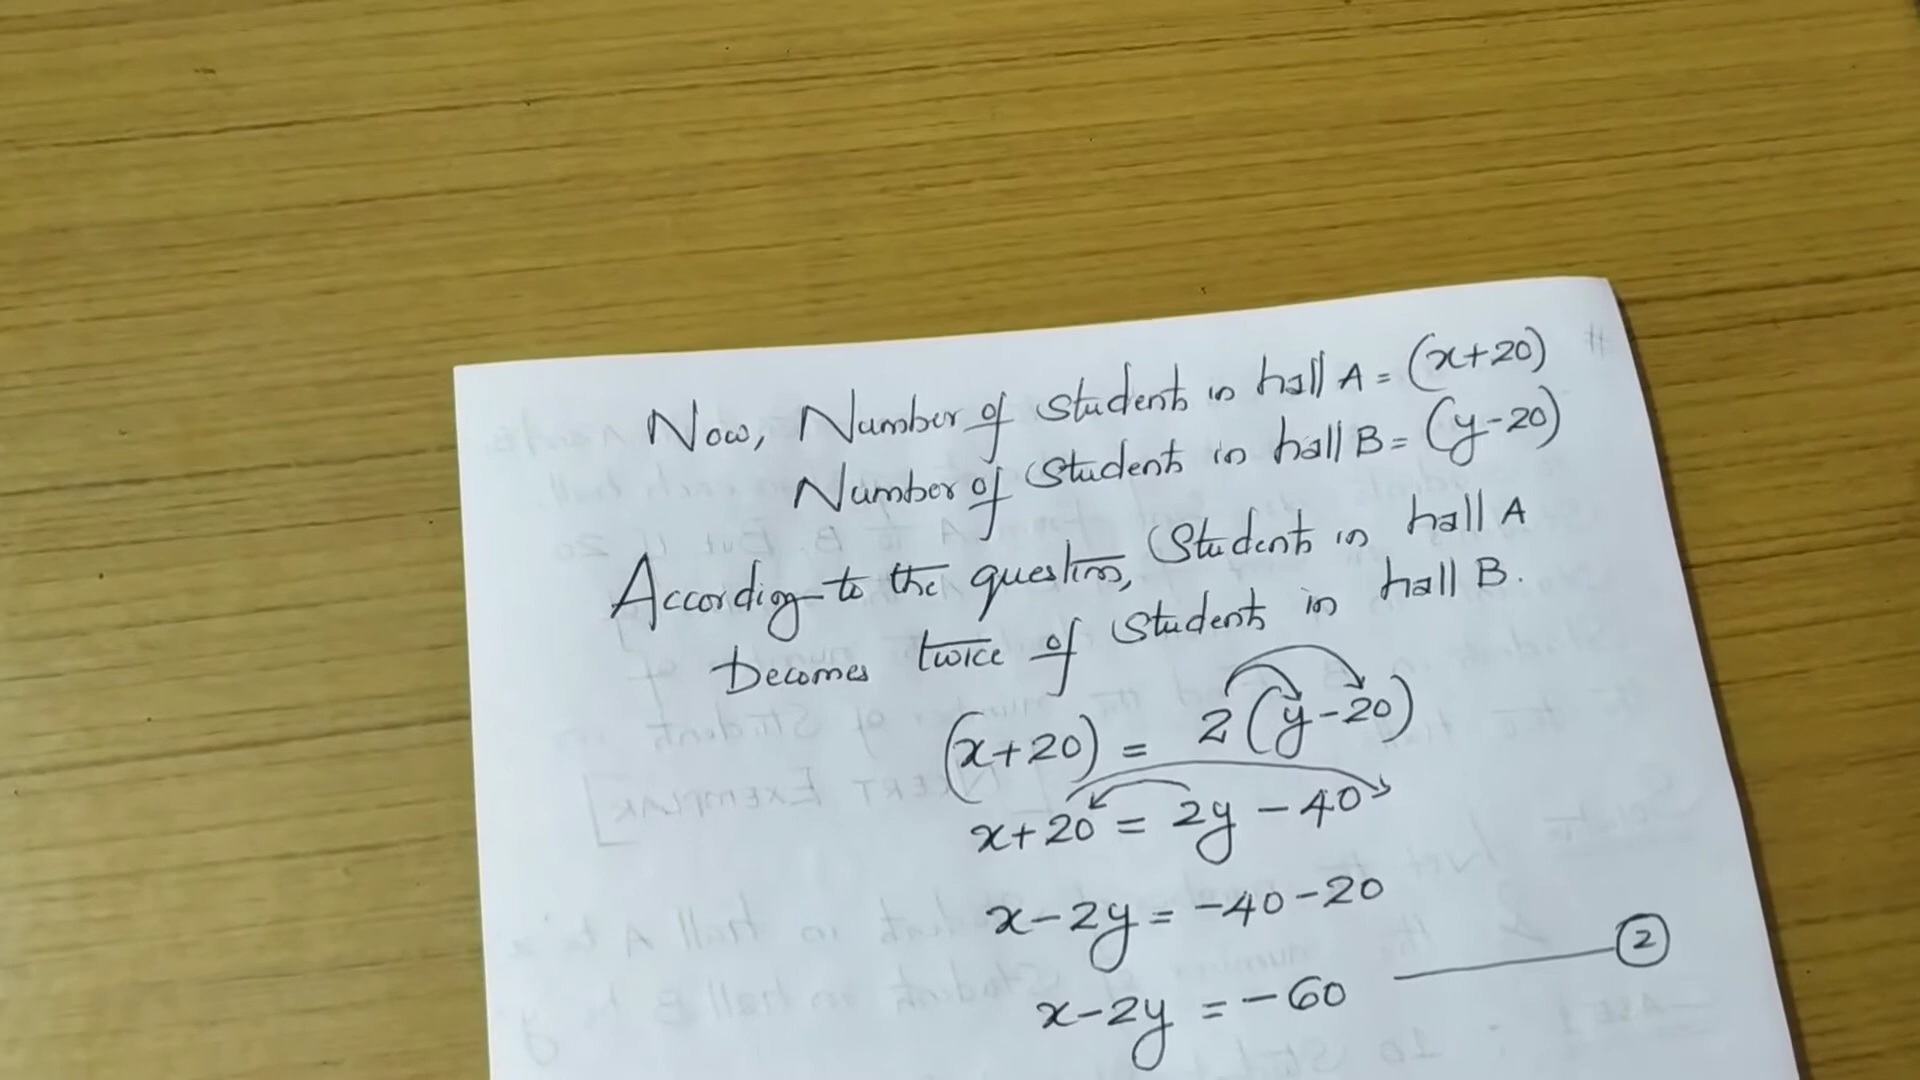 Now, Number of Students in hall A = (x+20)
Number of Students in hall B = (y-20)
According to the question, Students in hall A
becomes twice of Students in hall B.
(x+20) = 2(y-20)
x+20 = 2y - 40
x-2y = -40-20
x-2y = -60 ——— ②